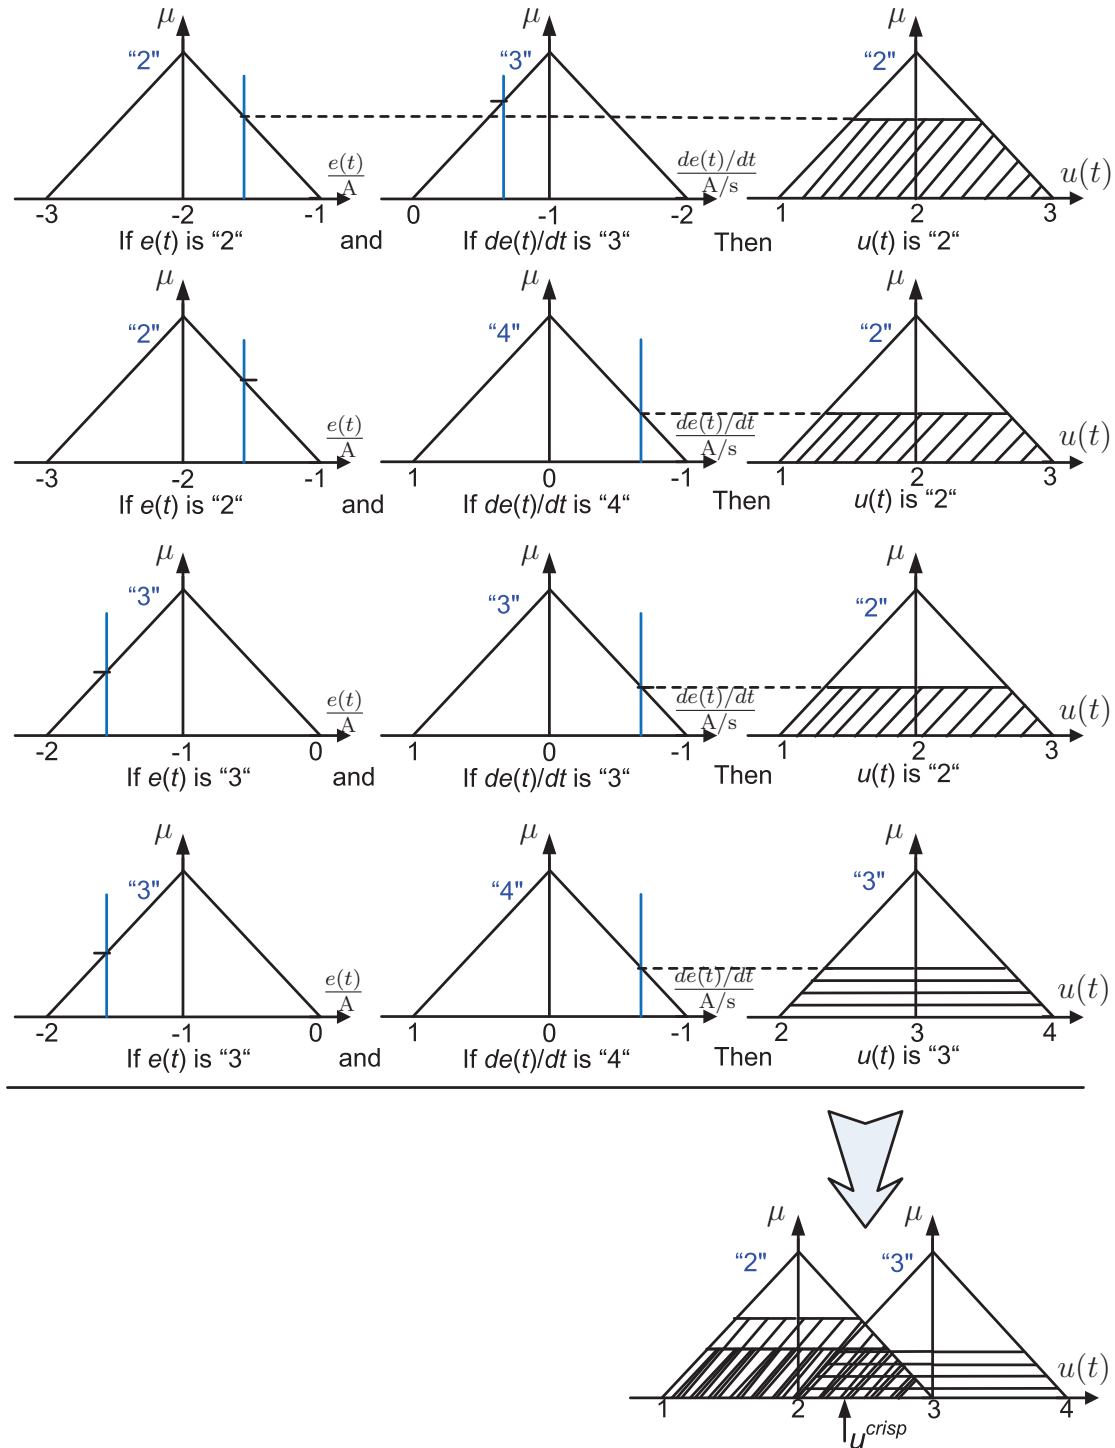 μ μ μ
“2" “3" “2"
e(t)/A de(t)/dt/A/s u(t)
-3 -2 -1 0 -1 -2 1 2 3
If e(t) is “2“ and If de(t)/dt is “3“ Then u(t) is “2“
μ μ μ
“2" “4" “2"
e(t)/A de(t)/dt/A/s u(t)
-3 -2 -1 1 0 -1 1 2 3
If e(t) is “2“ and If de(t)/dt is “4“ Then u(t) is “2“
μ μ μ
“3" “3" “2"
e(t)/A de(t)/dt/A/s u(t)
-2 -1 0 1 0 -1 1 2 3
If e(t) is “3“ and If de(t)/dt is “3“ Then u(t) is “2“
μ μ μ
“3" “4" “3"
e(t)/A de(t)/dt/A/s u(t)
-2 -1 0 1 0 -1 2 3 4
If e(t) is “3“ and If de(t)/dt is “4“ Then u(t) is “3“
μ μ
“2" “3"
u(t)
1 2 3 4
u^crisp